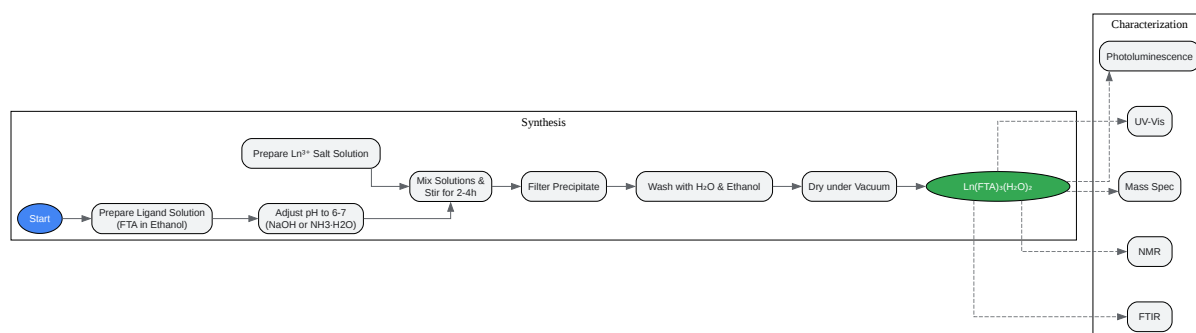 Characterization
Photoluminescence
Synthesis
UV-Vis
Prepare Ln³⁺ Salt Solution
Mix Solutions &
Stir for 2-4h
Filter Precipitate
Wash with H₂O & Ethanol
Dry under Vacuum
Ln(FTA)₃(H₂O)₂
Mass Spec
Start
Prepare Ligand Solution
(FTA in Ethanol)
Adjust pH to 6-7
(NaOH or NH3·H2O)
NMR
FTIR